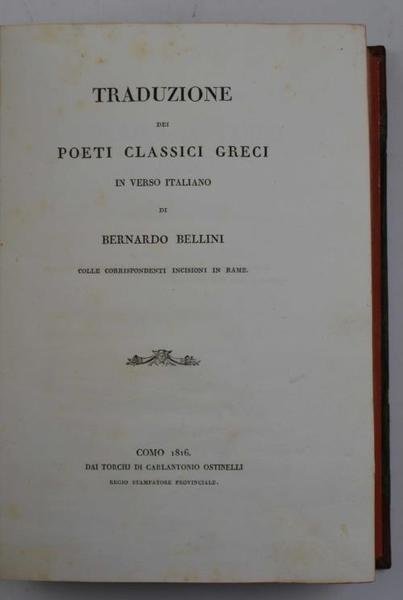 TRADUZIONE
DEI
POETI CLASSICI GRECI
IN VERSO ITALIANO
DI
BERNARDO BELLINI
COLLE CORRISPONDENTI INCISIONI IN RAME.
COMO 1816.
DAI TORCHJ DI CARLANTONIO OSTINELLI
REGIO STAMPATORE PROVINCIALE.